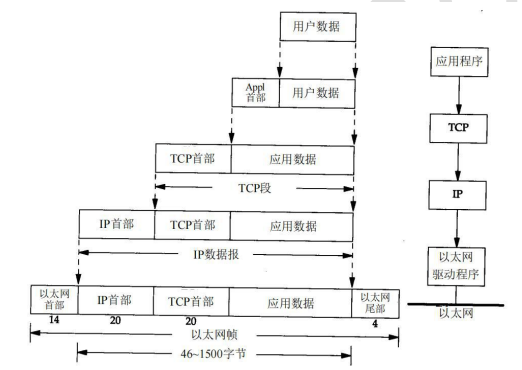 用户数据
Appl
首部
用户数据
TCP首部
应用数据
TCP段
IP首部
TCP首部
应用数据
IP数据报
以太网
首部
IP首部
TCP首部
应用数据
以太网
尾部
14
20
20
4
以太网帧
46~1500字节
应用程序
TCP
IP
以太网
驱动程序
以太网